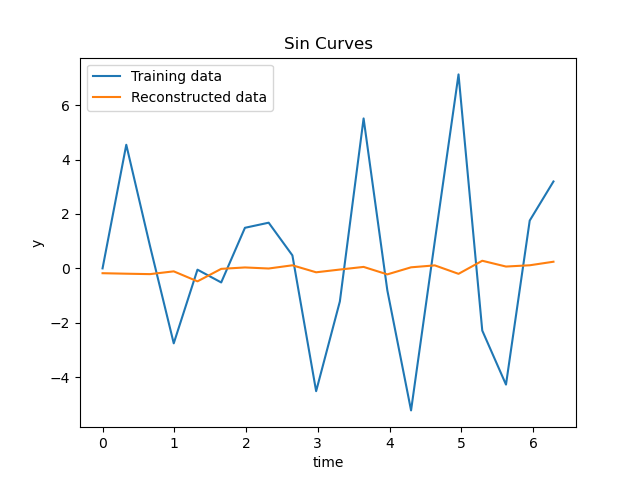 Sin Curves
Training data
Reconstructed data
6
4
2
0
−2
−4
y
0 1 2 3 4 5 6
time